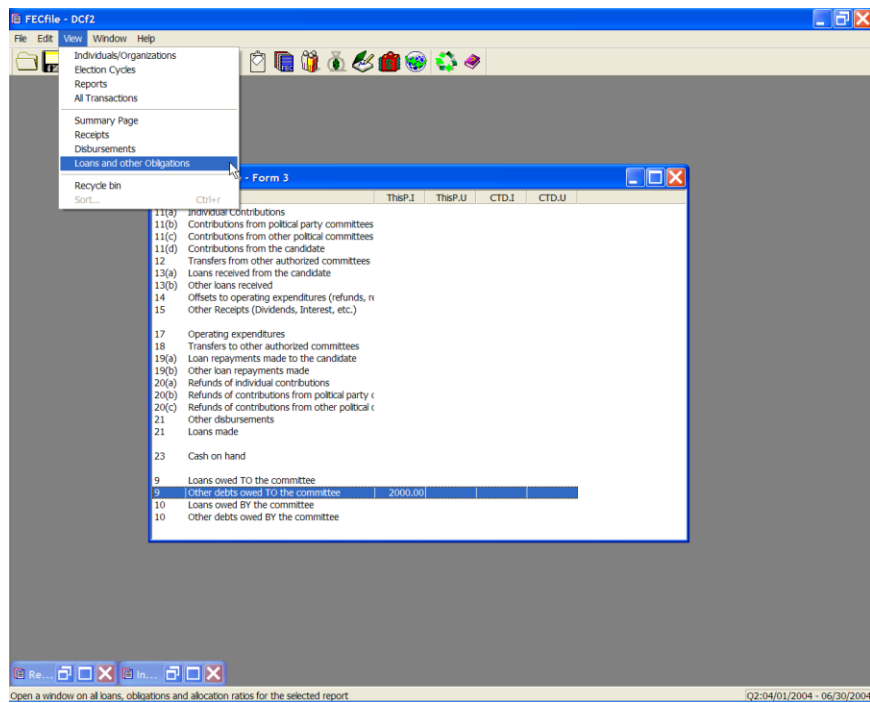 FECfile - DCf2
File Edit View Window Help
Individuals/Organizations
Election Cycles
Reports
All Transactions
Summary Page
Receipts
Disbursements
Loans and other Obligations
Recycle bin
Sort... Ctrl+r
- Form 3
ThisP.I ThisP.U CTD.I CTD.U
11(a) Individual Contributions
11(b) Contributions from political party committees
11(c) Contributions from other political committees
11(d) Contributions from the candidate
12 Transfers from other authorized committees
13(a) Loans received from the candidate
13(b) Other loans received
14 Offsets to operating expenditures (refunds, re
15 Other Receipts (Dividends, Interest, etc.)
17 Operating expenditures
18 Transfers to other authorized committees
19(a) Loan repayments made to the candidate
19(b) Other loan repayments made
20(a) Refunds of individual contributions
20(b) Refunds of contributions from political party c
20(c) Refunds of contributions from other political c
21 Other disbursements
21 Loans made
23 Cash on hand
9 Loans owed TO the committee
9 Other debts owed TO the committee 2000.00
10 Loans owed BY the committee
10 Other debts owed BY the committee
Re... In...
Open a window on all loans, obligations and allocation ratios for the selected report Q2:04/01/2004 - 06/30/2004